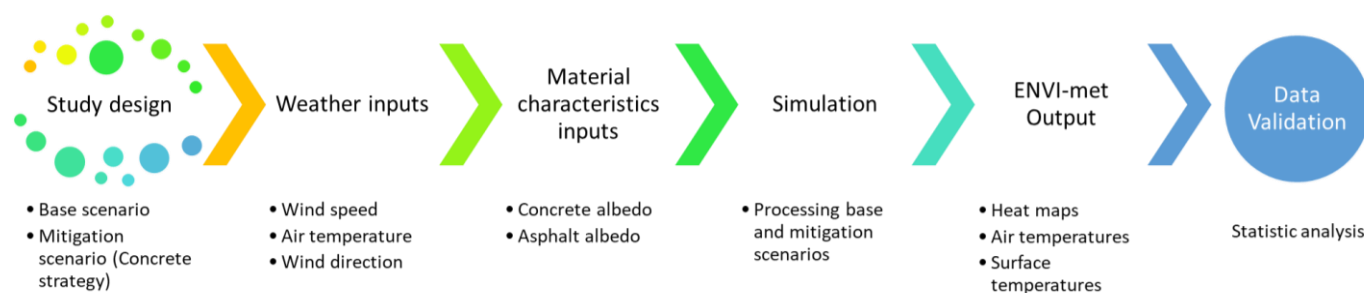 Study design
Weather inputs
Material
characteristics
inputs
Simulation
ENVI-met
Output
Data
Validation
• Base scenario
• Mitigation
scenario (Concrete
strategy)
• Wind speed
• Air temperature
• Wind direction
• Concrete albedo
• Asphalt albedo
• Processing base
and mitigation
scenarios
• Heat maps
• Air temperatures
• Surface
temperatures
Statistic analysis